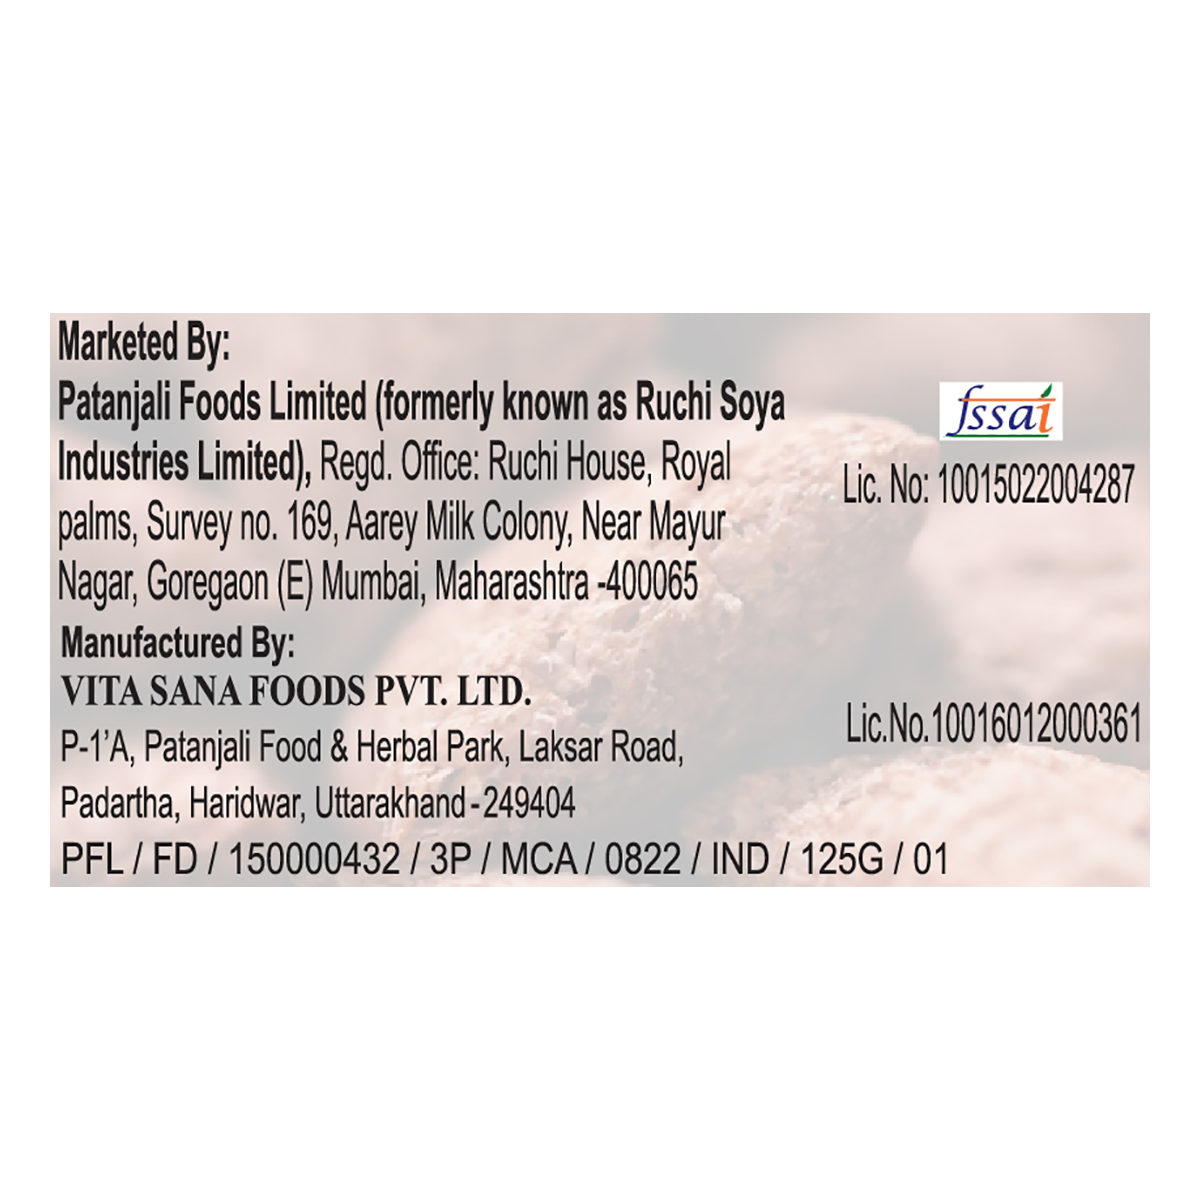 Marketed By:
Patanjali Foods Limited (formerly known as Ruchi Soya
Industries Limited), Regd. Office: Ruchi House, Royal
palms, Survey no. 169, Aarey Milk Colony, Near Mayur
Nagar, Goregaon (E) Mumbai, Maharashtra -400065
fssai
Lic. No: 10015022004287
Manufactured By:
VITA SANA FOODS PVT. LTD.
P-1’A, Patanjali Food & Herbal Park, Laksar Road,
Padartha, Haridwar, Uttarakhand - 249404
Lic.No.10016012000361
PFL / FD / 150000432 / 3P / MCA / 0822 / IND / 125G / 01